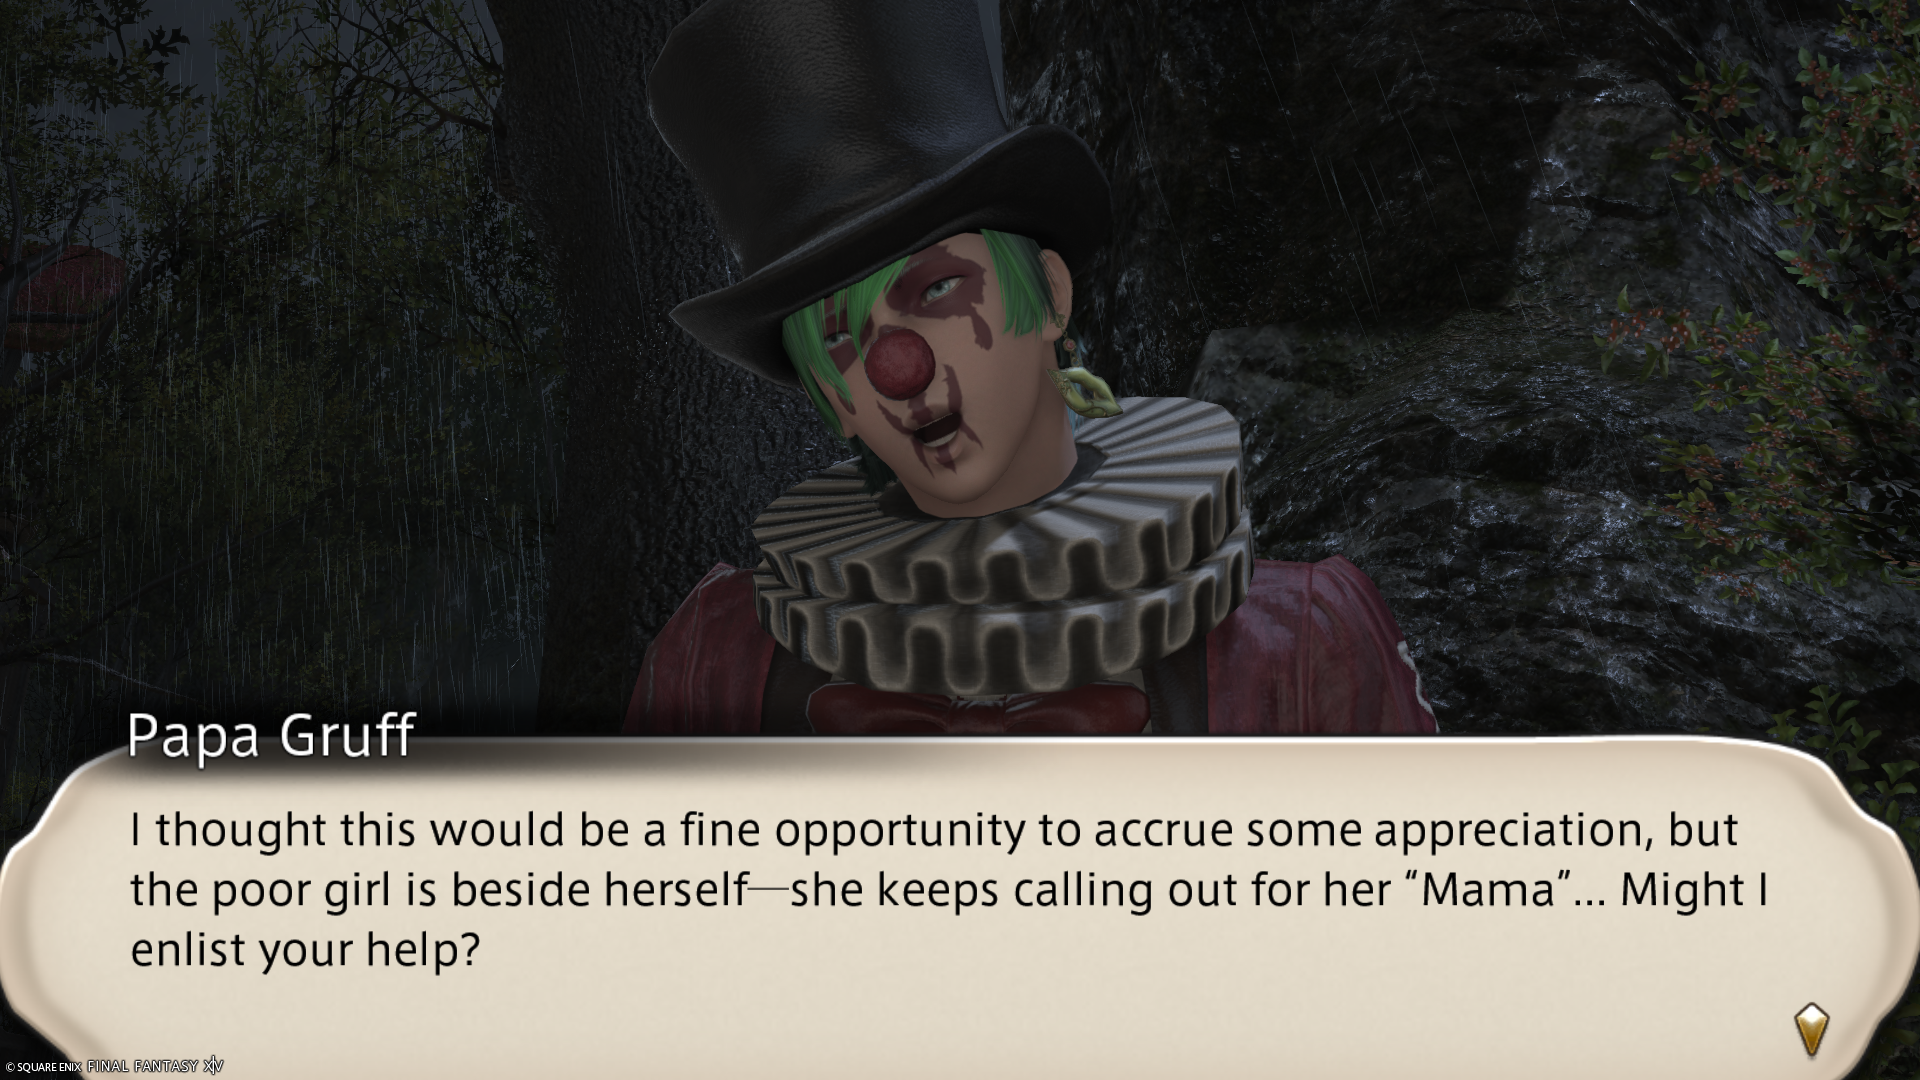 Papa Gruff
I thought this would be a fine opportunity to accrue some appreciation, but
the poor girl is beside herself—she keeps calling out for her “Mama”... Might I
enlist your help?
© SQUARE ENIX FINAL FANTASY XIV